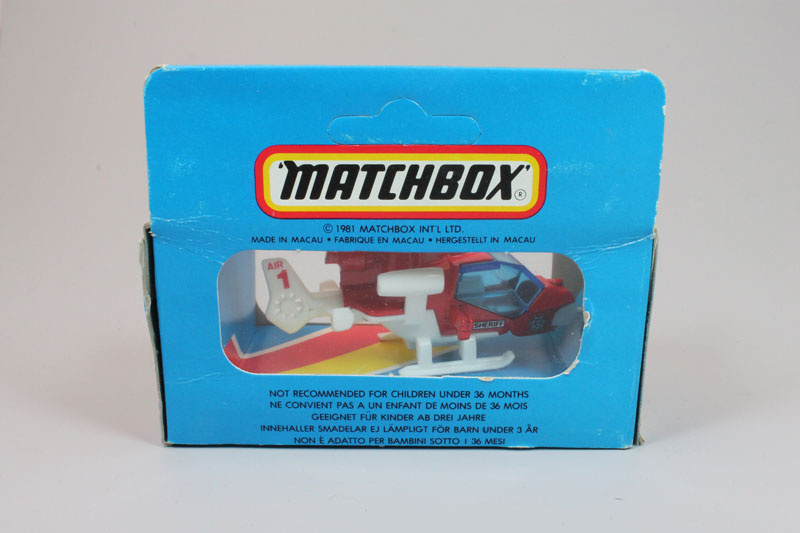 'MATCHBOX'®
© 1981 MATCHBOX INT'L LTD.
MADE IN MACAU • FABRIQUE EN MACAU • HERGESTELLT IN MACAU
AIR
1
SHERIFF
NOT RECOMMENDED FOR CHILDREN UNDER 36 MONTHS
NE CONVIENT PAS A UN ENFANT DE MOINS DE 36 MOIS
GEEIGNET FÜR KINDER AB DREI JAHRE
INNEHALLER SMADELAR EJ LÄMPLIGT FÖR BARN UNDER 3 ÅR
NON È ADATTO PER BAMBINI SOTTO I 36 MESI